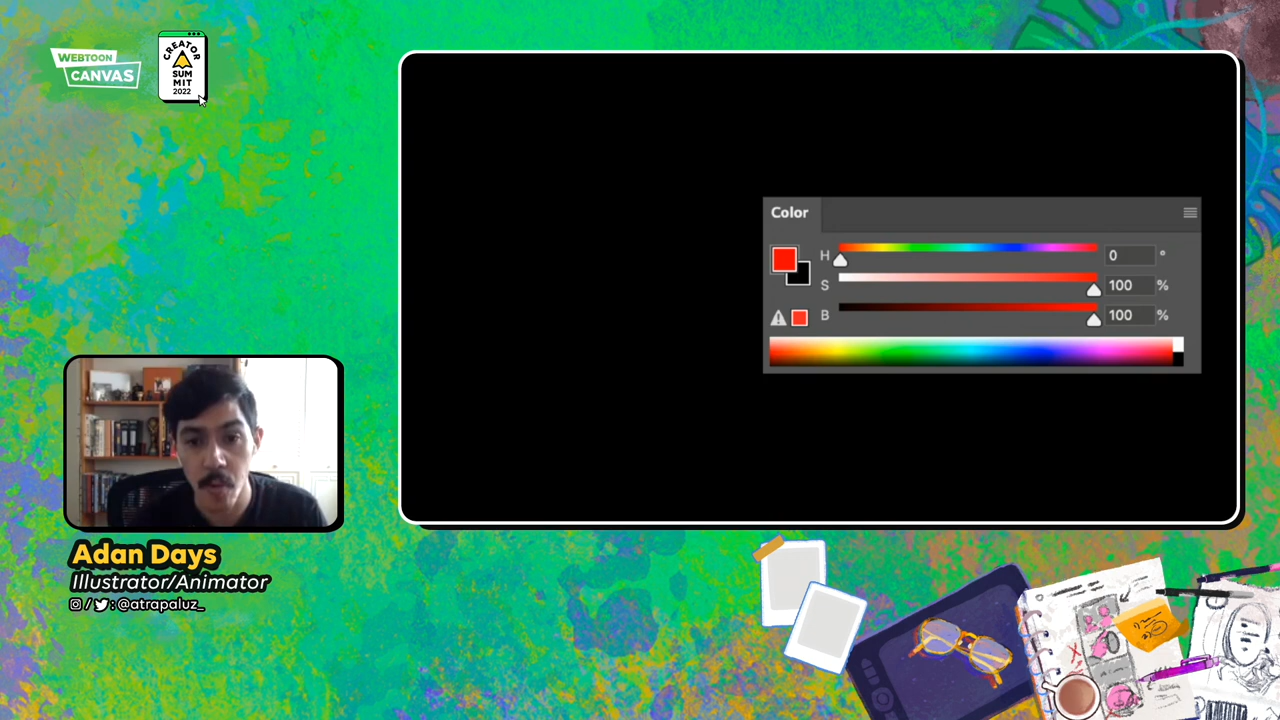 WEBTOON
CANVAS
CREATOR
SUM
MIT
2022
Color
H
0
°
S
100
%
B
100
%
Adan Days
Illustrator/Animator
/ : @atrapaluz_